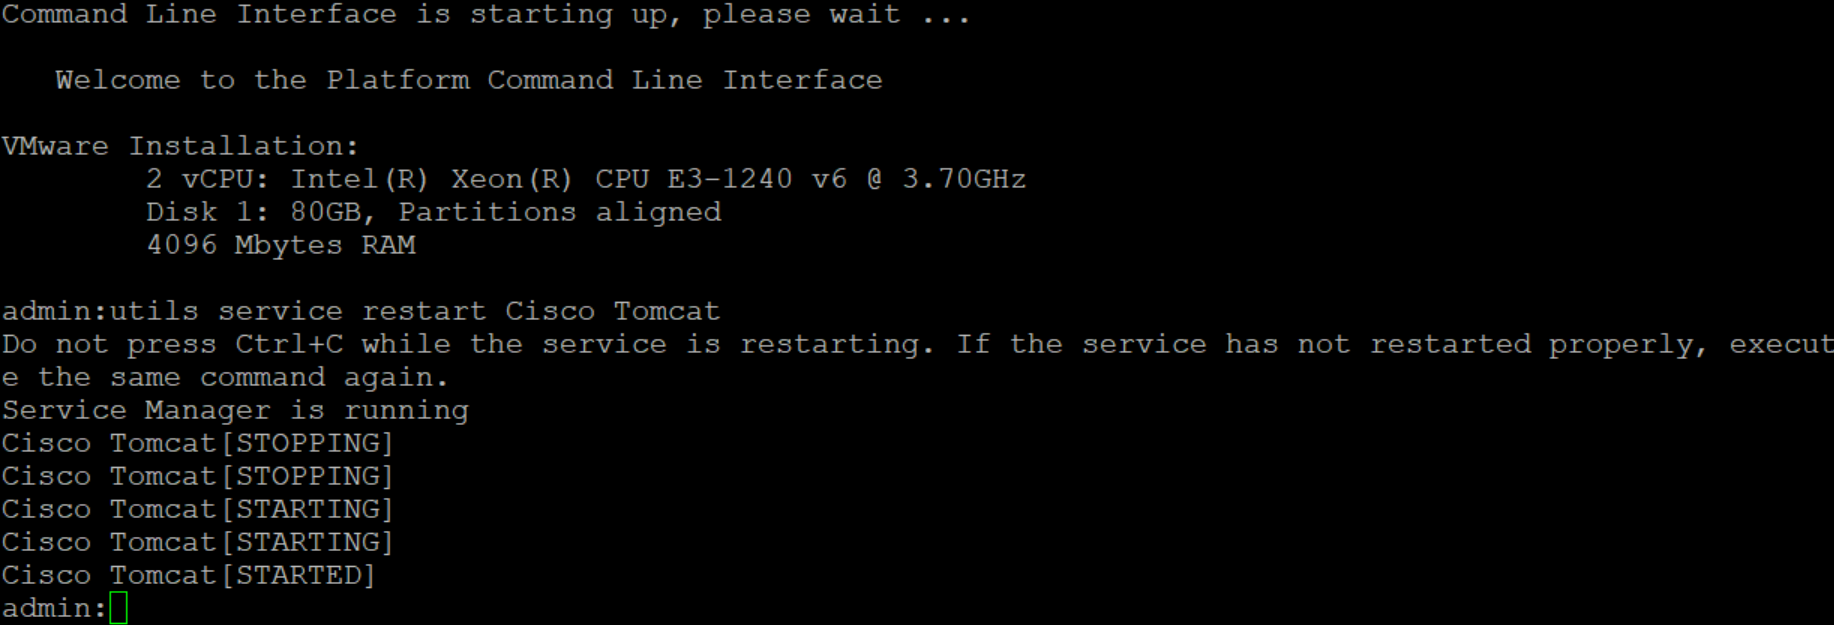 Command Line Interface is starting up, please wait ...
Welcome to the Platform Command Line Interface
VMware Installation:
2 vCPU: Intel(R) Xeon(R) CPU E3-1240 v6 @ 3.70GHz
Disk 1: 80GB, Partitions aligned
4096 Mbytes RAM
admin:utils service restart Cisco Tomcat
Do not press Ctrl+C while the service is restarting. If the service has not restarted properly, execut
e the same command again.
Service Manager is running
Cisco Tomcat[STOPPING]
Cisco Tomcat[STOPPING]
Cisco Tomcat[STARTING]
Cisco Tomcat[STARTING]
Cisco Tomcat[STARTED]
admin: